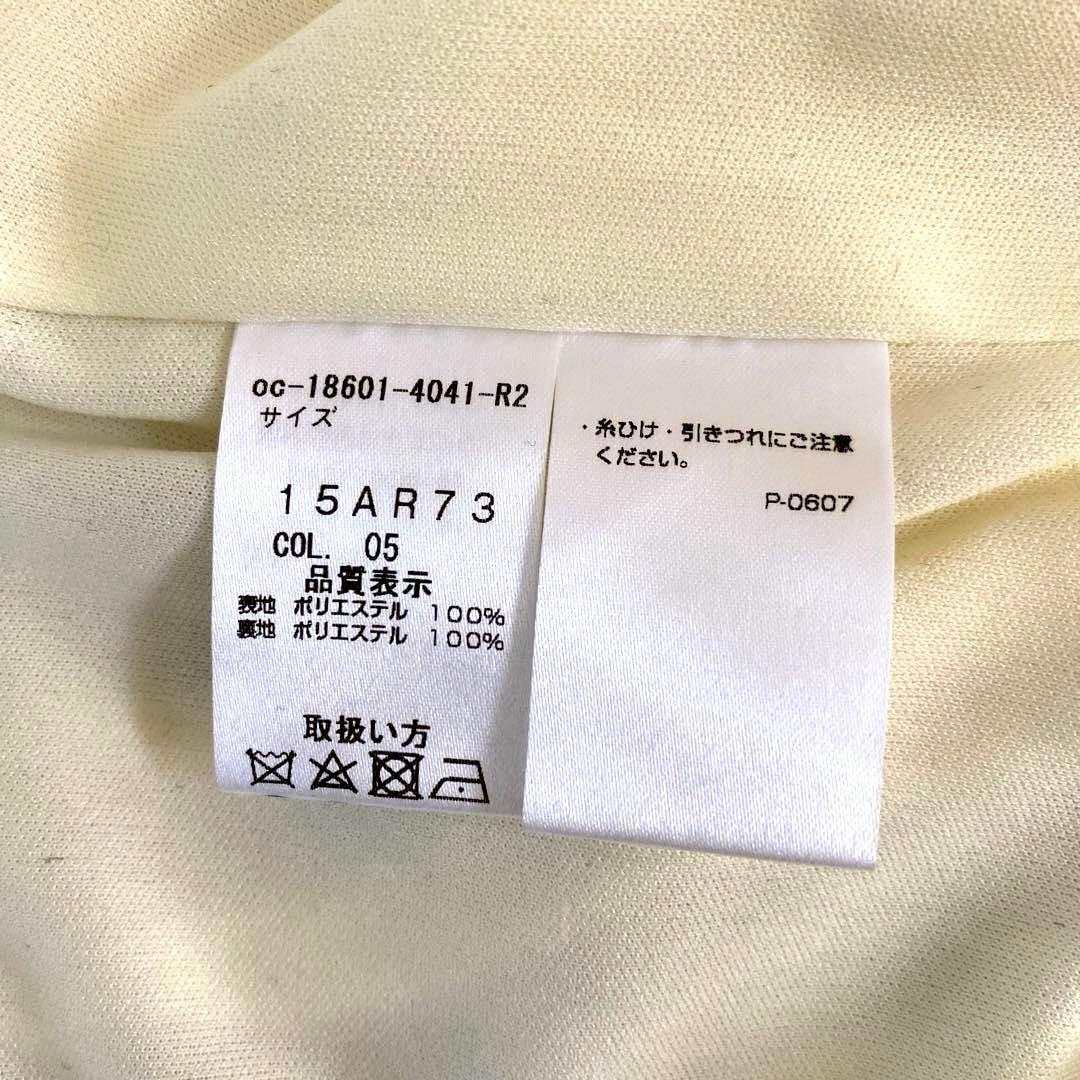 oc-18601-4041-R2
サイズ
15AR73
COL. 05
品質表示
表地 ポリエステル 100%
裏地 ポリエステル 100%
取扱い方
・糸ひけ・引きつれにご注意
ください。
P-0607